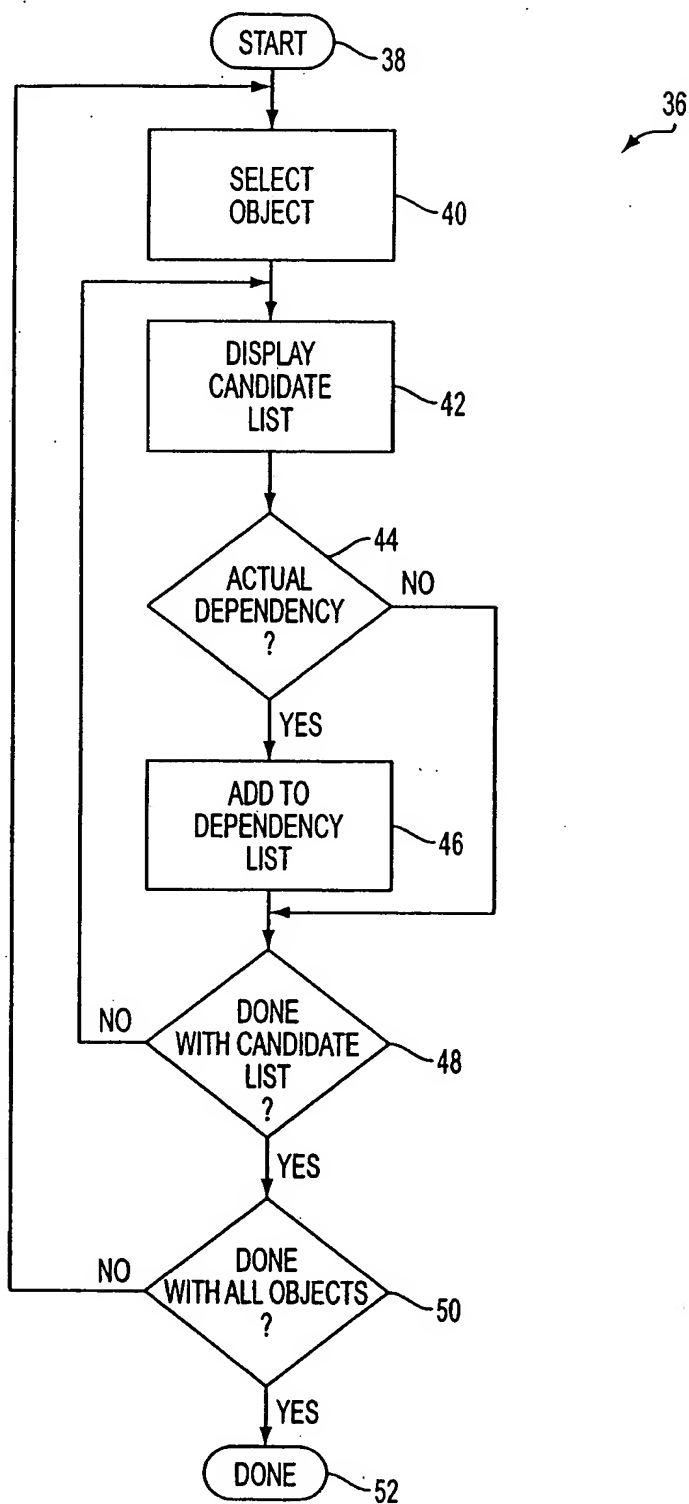 START
38
36
SELECT
OBJECT
40
DISPLAY
CANDIDATE
LIST
42
44
ACTUAL
DEPENDENCY
?
NO
YES
ADD TO
DEPENDENCY
LIST
46
DONE
WITH CANDIDATE
LIST
?
NO
48
YES
DONE
WITH ALL OBJECTS
?
NO
50
YES
DONE
52